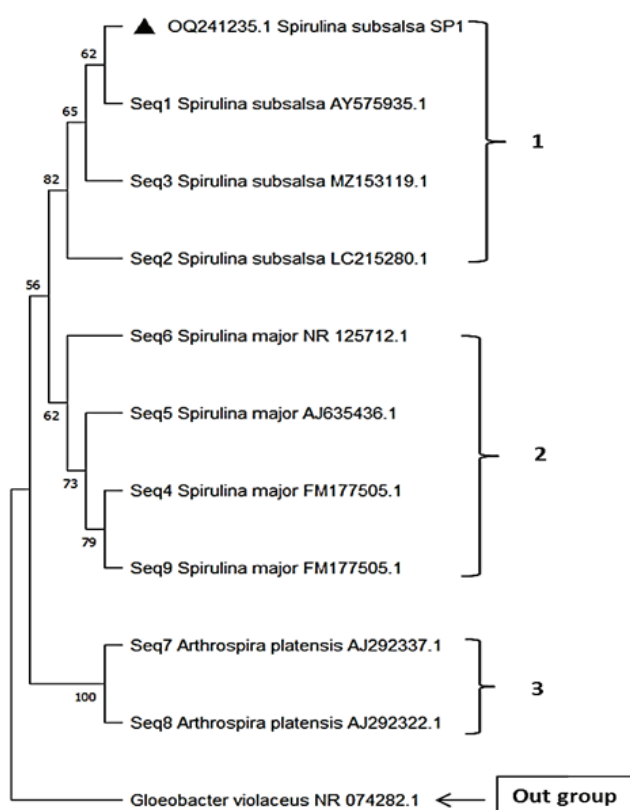 OQ241235.1 Spirulina subsalsa SP1
62
Seq1 Spirulina subsalsa AY575935.1
65
1
Seq3 Spirulina subsalsa MZ153119.1
82
Seq2 Spirulina subsalsa LC215280.1
56
Seq6 Spirulina major NR 125712.1
62
Seq5 Spirulina major AJ635436.1
2
73
Seq4 Spirulina major FM177505.1
79
Seq9 Spirulina major FM177505.1
Seq7 Arthrospira platensis AJ292337.1
100
3
Seq8 Arthrospira platensis AJ292322.1
Gloeobacter violaceus NR 074282.1
Out group